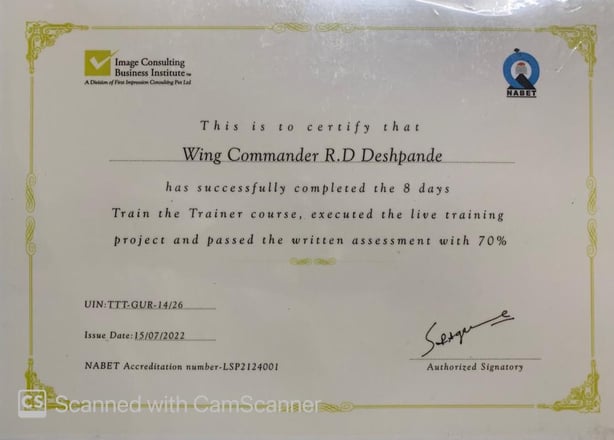 Image Consulting
Business Institute TM
A Division of First Impression Consulting Pvt Ltd
NABET
This is to certify that
Wing Commander R.D Deshpande
has successfully completed the 8 days
Train the Trainer course, executed the live training
project and passed the written assessment with 70%
UIN:TTT-GUR-14/26
Issue Date:15/07/2022
NABET Accreditation number-LSP2124001
Authorized Signatory
CS Scanned with CamScanner